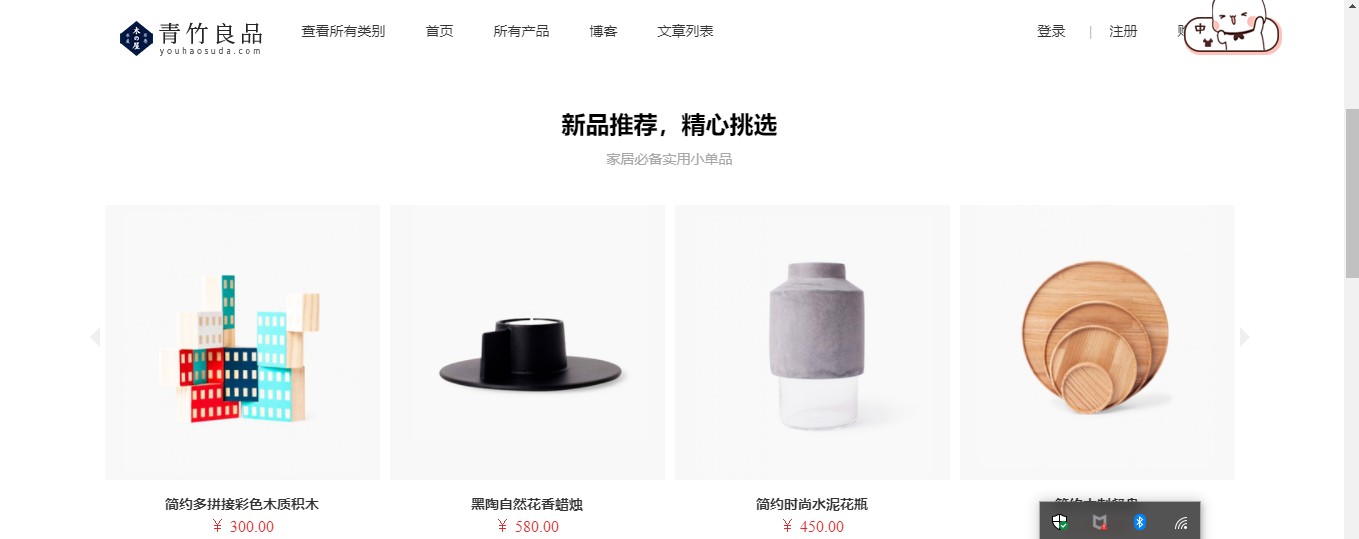 木の屋
青竹良品
youhaosuda.com
查看所有类别
首页
所有产品
博客
文章列表
登录
|
注册
中
新品推荐，精心挑选
家居必备实用小单品
简约多拼接彩色木质积木
黑陶自然花香蜡烛
简约时尚水泥花瓶
¥ 300.00
¥ 580.00
¥ 450.00